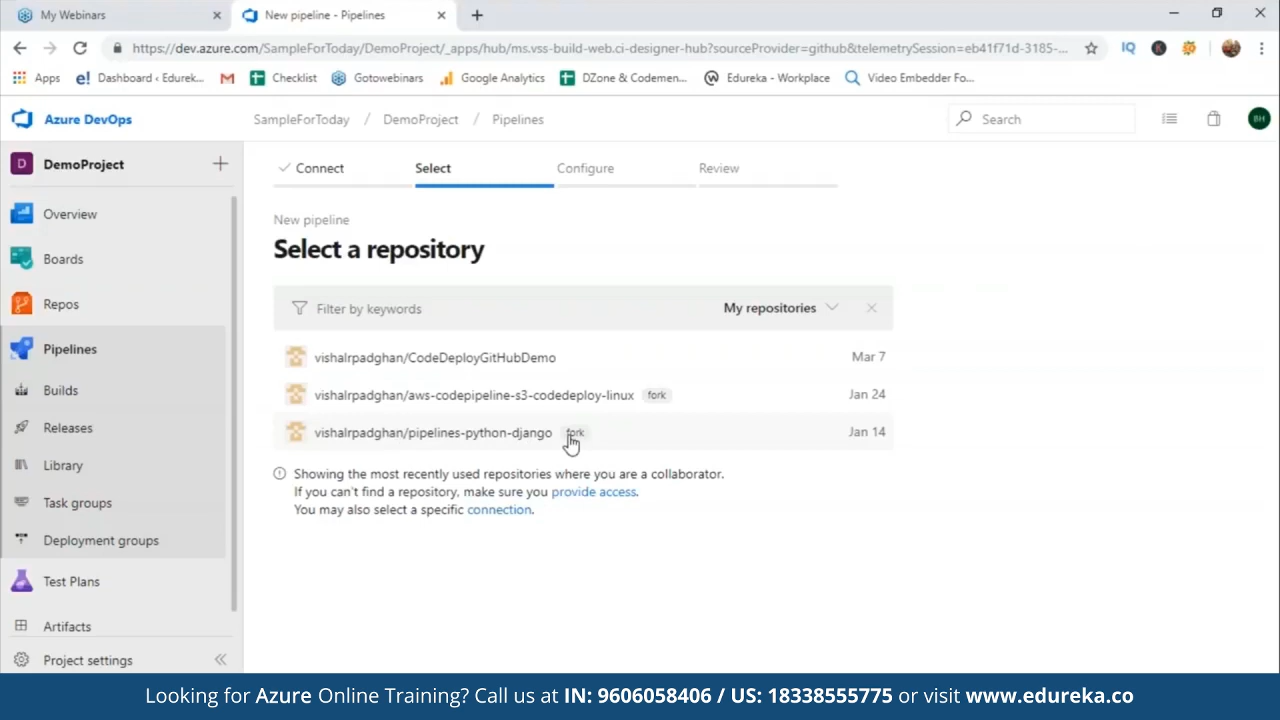 My Webinars
New pipeline - Pipelines
https://dev.azure.com/SampleForToday/DemoProject/_apps/hub/ms.vss-build-web.ci-designer-hub?sourceProvider=github&telemetrySession=eb41f71d-3185-...
IQ
K
Apps
e! Dashboard ‹ Edurek...
Checklist
Gotowebinars
Google Analytics
DZone & Codemen...
Edureka - Workplace
Video Embedder Fo...
Azure DevOps
SampleForToday / DemoProject / Pipelines
Search
BH
D DemoProject
Connect
Select
Configure
Review
Overview
Boards
Repos
Pipelines
Builds
Releases
Library
Task groups
Deployment groups
Test Plans
Artifacts
Project settings
New pipeline
Select a repository
Filter by keywords
My repositories
vishalrpadghan/CodeDeployGitHubDemo Mar 7
vishalrpadghan/aws-codepipeline-s3-codedeploy-linux fork Jan 24
vishalrpadghan/pipelines-python-django fork Jan 14
Showing the most recently used repositories where you are a collaborator.
If you can't find a repository, make sure you provide access.
You may also select a specific connection.
Looking for Azure Online Training? Call us at IN: 9606058406 / US: 18338555775 or visit www.edureka.co